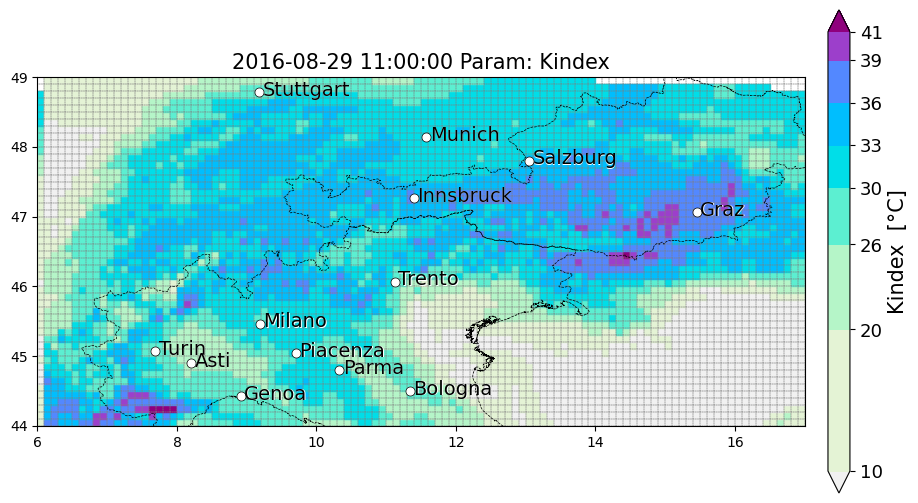 2016-08-29 11:00:00 Param: Kindex
49
48
47
46
45
44
6
8
10
12
14
16
Stuttgart
Munich
Salzburg
Innsbruck
Graz
Trento
Milano
Turin
Asti
Piacenza
Parma
Genoa
Bologna
41
39
36
33
30
26
20
10
Kindex [°C]